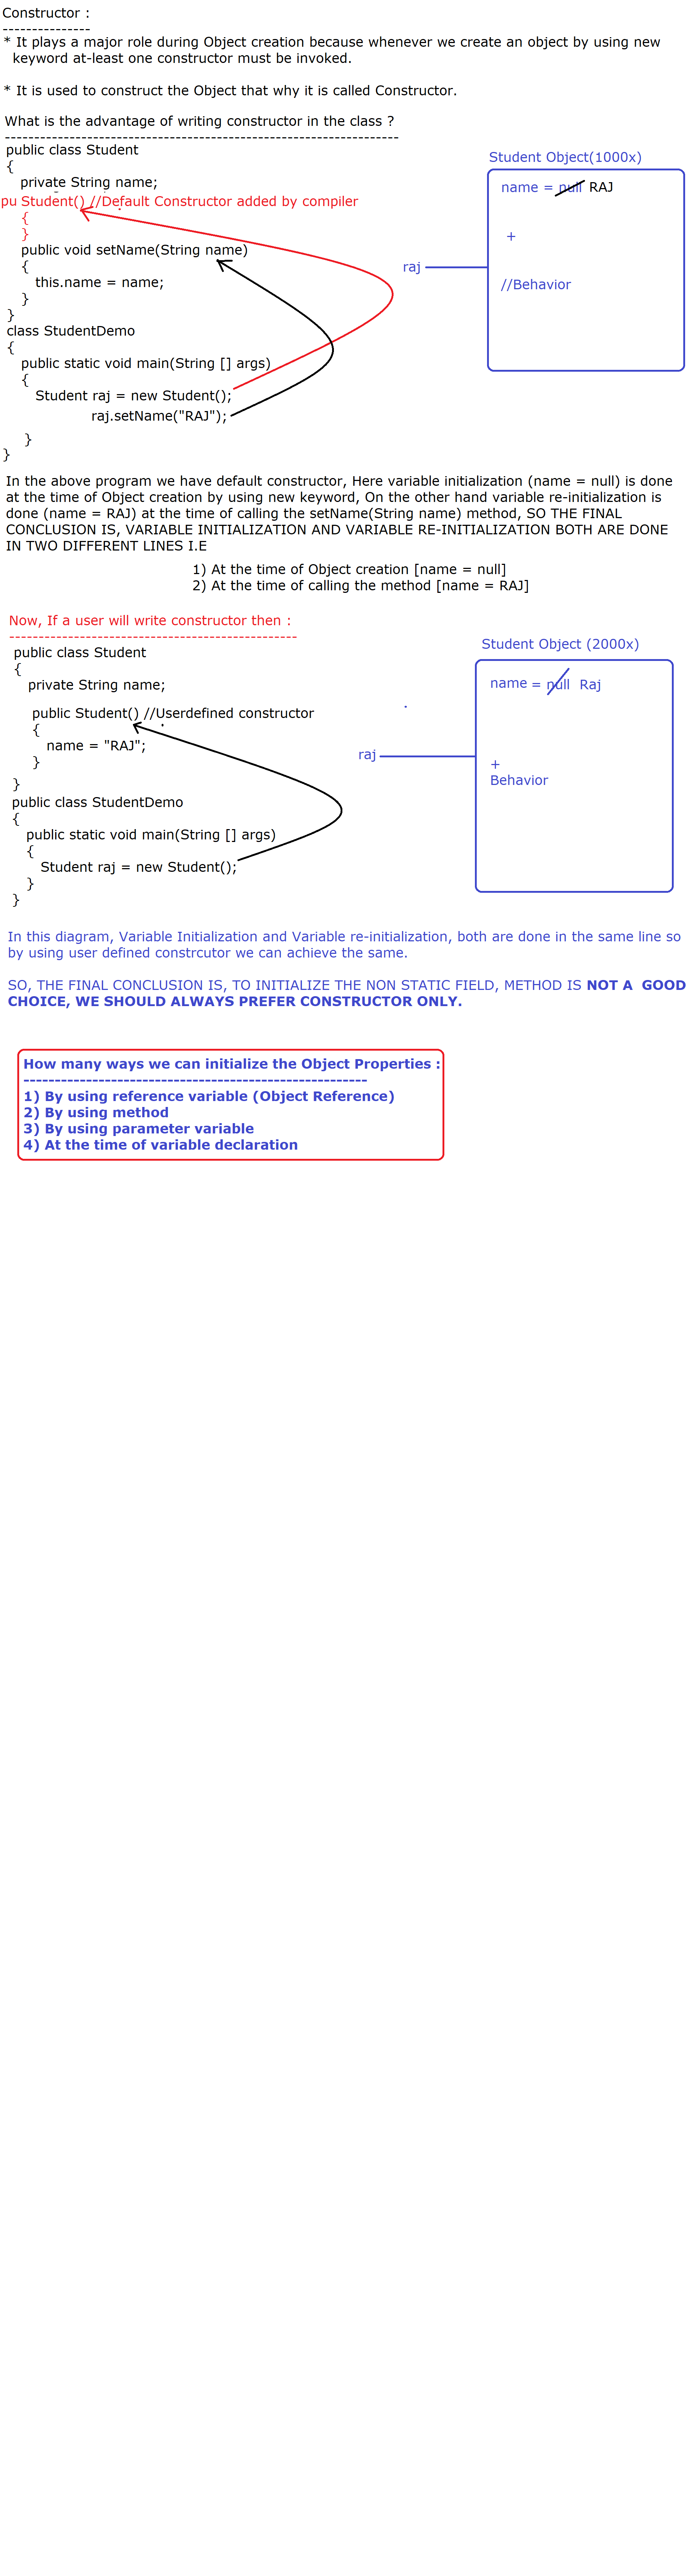 Constructor :
---------------
* It plays a major role during Object creation because whenever we create an object by using new
keyword at-least one constructor must be invoked.
* It is used to construct the Object that why it is called Constructor.
What is the advantage of writing constructor in the class ?
-------------------------------------------------------------------
public class Student
{
private String name;
pu Student() //Default Constructor added by compiler
{
}
public void setName(String name)
{
this.name = name;
}
}
class StudentDemo
{
public static void main(String [] args)
{
Student raj = new Student();
raj.setName("RAJ");
}
}
Student Object(1000x)
name = null RAJ
+
raj
//Behavior
In the above program we have default constructor, Here variable initialization (name = null) is done
at the time of Object creation by using new keyword, On the other hand variable re-initialization is
done (name = RAJ) at the time of calling the setName(String name) method, SO THE FINAL
CONCLUSION IS, VARIABLE INITIALIZATION AND VARIABLE RE-INITIALIZATION BOTH ARE DONE
IN TWO DIFFERENT LINES I.E
1) At the time of Object creation [name = null]
2) At the time of calling the method [name = RAJ]
Now, If a user will write constructor then :
-------------------------------------------------
public class Student
{
private String name;
public Student() //Userdefined constructor
{
name = "RAJ";
}
}
public class StudentDemo
{
public static void main(String [] args)
{
Student raj = new Student();
}
}
Student Object (2000x)
name = null Raj
raj
+
Behavior
In this diagram, Variable Initialization and Variable re-initialization, both are done in the same line so
by using user defined constrcutor we can achieve the same.
SO, THE FINAL CONCLUSION IS, TO INITIALIZE THE NON STATIC FIELD, METHOD IS NOT A GOOD
CHOICE, WE SHOULD ALWAYS PREFER CONSTRUCTOR ONLY.
How many ways we can initialize the Object Properties :
-------------------------------------------------------
1) By using reference variable (Object Reference)
2) By using method
3) By using parameter variable
4) At the time of variable declaration